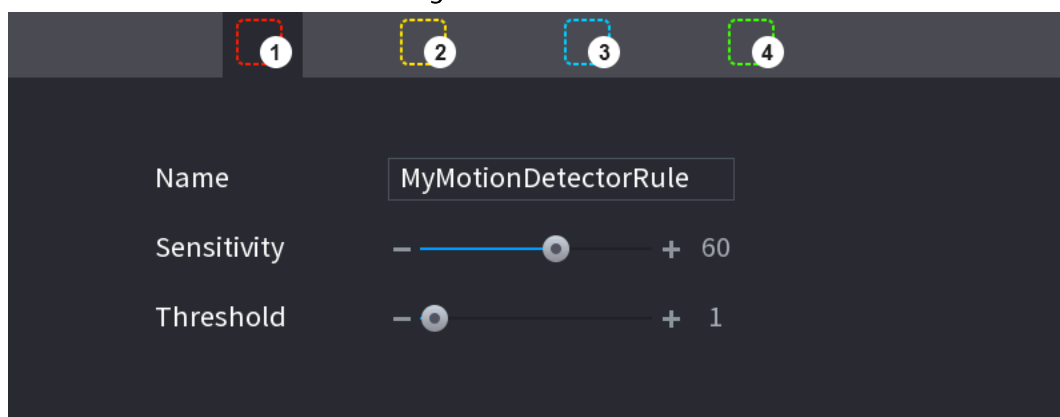 1 2 3 4
Name MyMotionDetectorRule
Sensitivity − + 60
Threshold − + 1